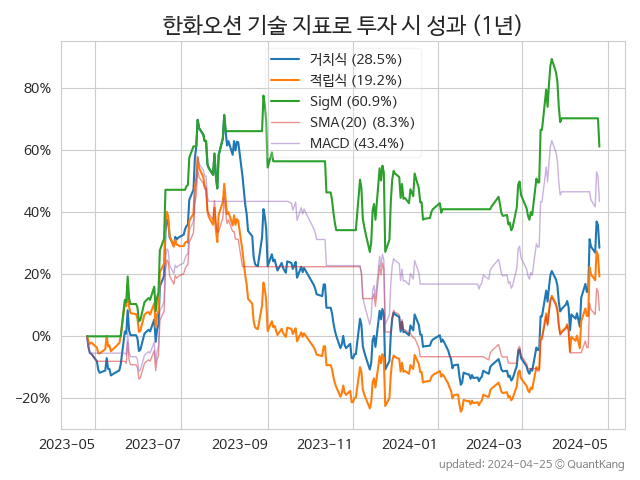 한화오션 기술 지표로 투자 시 성과 (1년)
거치식 (28.5%)
적립식 (19.2%)
SigM (60.9%)
SMA(20) (8.3%)
MACD (43.4%)
80%
60%
40%
20%
0%
−20%
2023-05 2023-07 2023-09 2023-11 2024-01 2024-03 2024-05
updated: 2024-04-25 © QuantKang